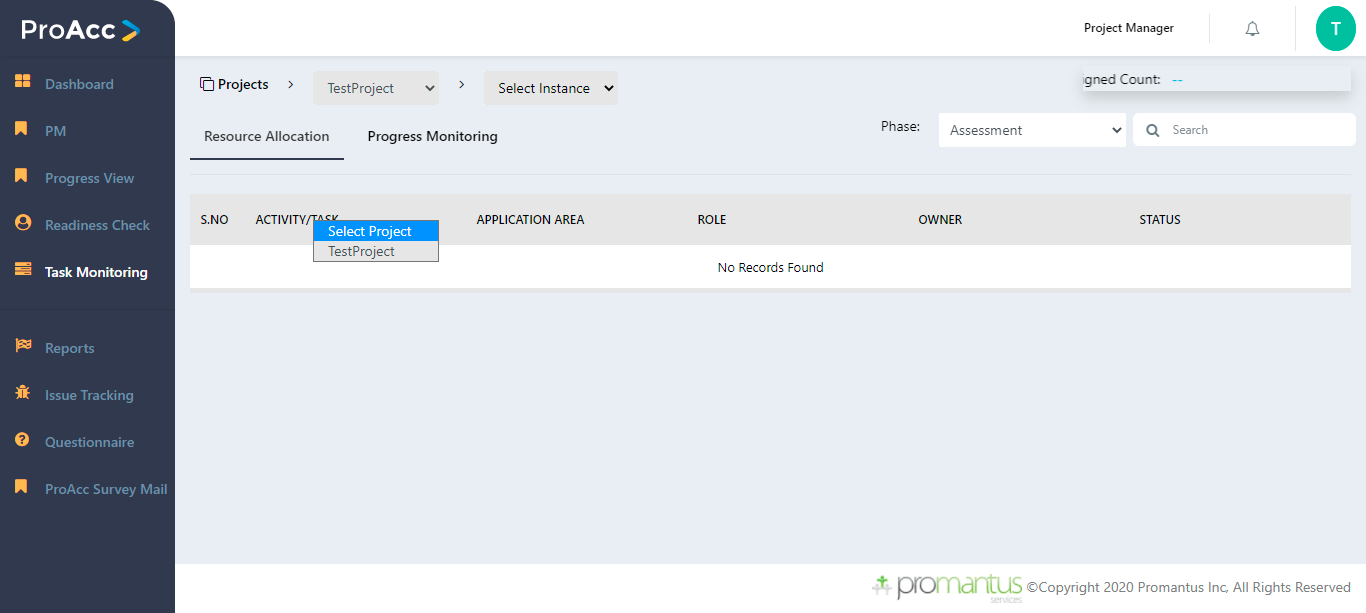 ProAcc
Project Manager
T
Dashboard
PM
Progress View
Readiness Check
Task Monitoring
Reports
Issue Tracking
Questionnaire
ProAcc Survey Mail
Projects
TestProject
Select Instance
igned Count: --
Resource Allocation
Progress Monitoring
Phase:
Assessment
Search
S.NO ACTIVITY/TASK APPLICATION AREA ROLE OWNER STATUS
Select Project
TestProject
No Records Found
promantus
services
©Copyright 2020 Promantus Inc, All Rights Reserved